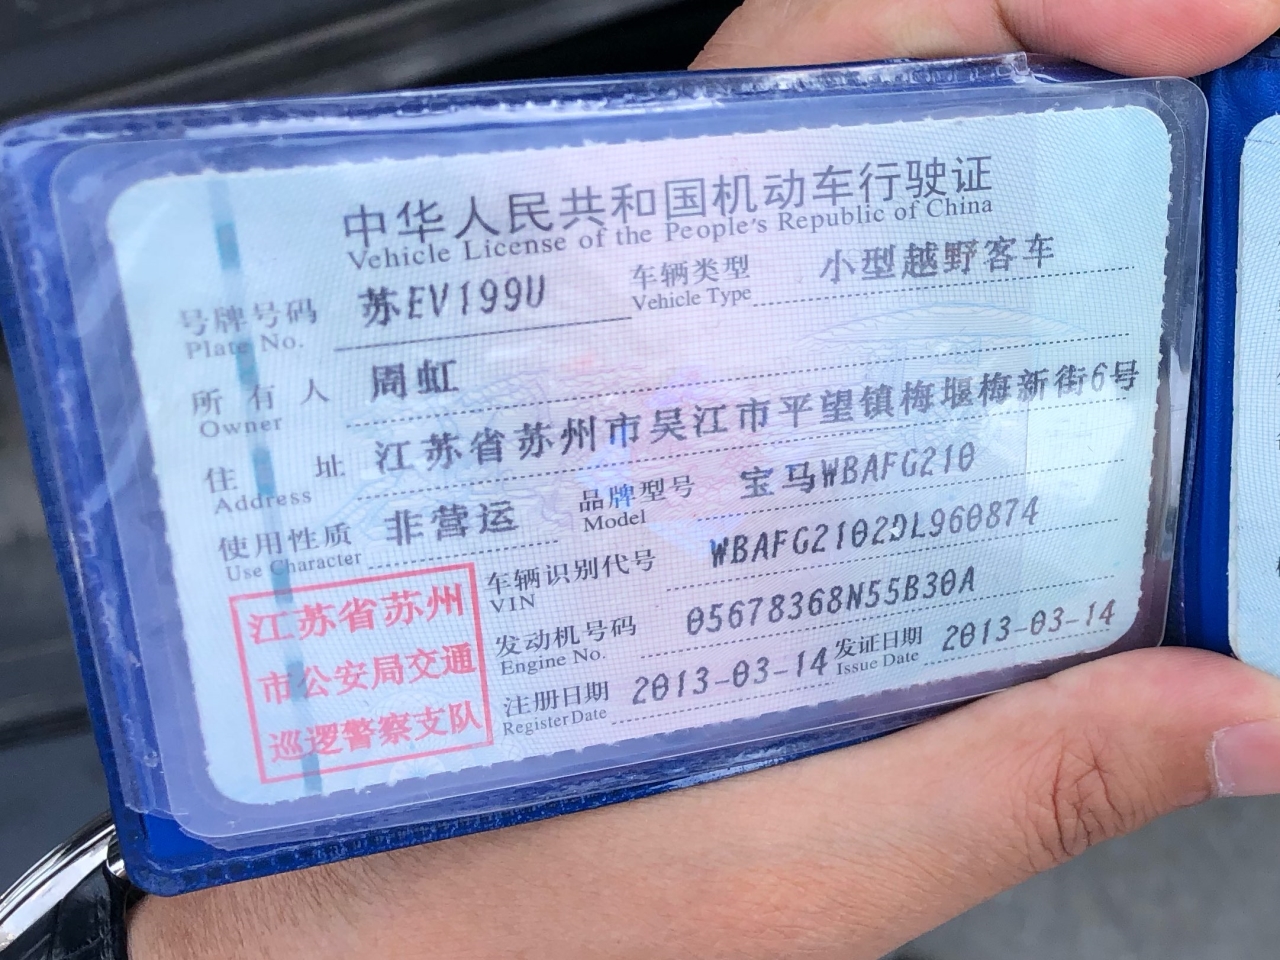 中华人民共和国机动车行驶证
Vehicle License of the People's Republic of China
号牌号码 苏EV199U 车辆类型 小型越野客车
Plate No. Vehicle Type
所有人 周虹
Owner
住址 江苏省苏州市吴江市平望镇梅堰梅新街6号
Address
使用性质 非营运 品牌型号 宝马WBAFG210
Use Character Model
车辆识别代号 WBAFG2102DL960874
VIN
发动机号码 05678368N55B30A
Engine No.
注册日期 2013-03-14 发证日期 2013-03-14
Register Date Issue Date
江苏省苏州
市公安局交通
巡逻警察支队